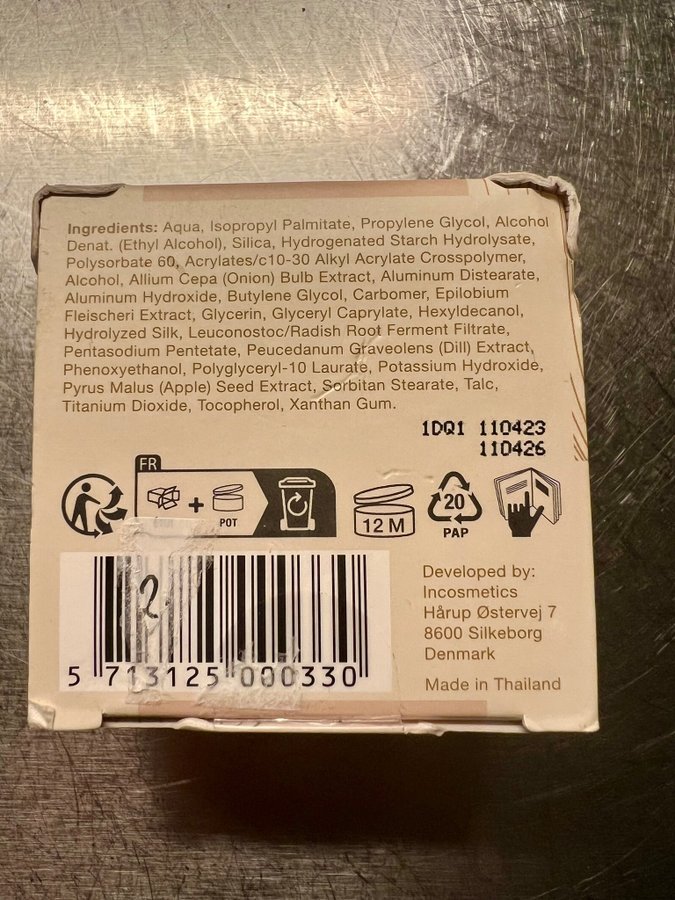 Ingredients: Aqua, Isopropyl Palmitate, Propylene Glycol, Alcohol
Denat. (Ethyl Alcohol), Silica, Hydrogenated Starch Hydrolysate,
Polysorbate 60, Acrylates/c10-30 Alkyl Acrylate Crosspolymer,
Alcohol, Allium Cepa (Onion) Bulb Extract, Aluminum Distearate,
Aluminum Hydroxide, Butylene Glycol, Carbomer, Epilobium
Fleischeri Extract, Glycerin, Glyceryl Caprylate, Hexyldecanol,
Hydrolyzed Silk, Leuconostoc/Radish Root Ferment Filtrate,
Pentasodium Pentetate, Peucedanum Graveolens (Dill) Extract,
Phenoxyethanol, Polyglyceryl-10 Laurate, Potassium Hydroxide,
Pyrus Malus (Apple) Seed Extract, Sorbitan Stearate, Talc,
Titanium Dioxide, Tocopherol, Xanthan Gum.
1DQ1 110423
110426
FR
+
POT
12 M
20
PAP
2
5 713125 000330
Developed by:
Incosmetics
Hårup Østervej 7
8600 Silkeborg
Denmark
Made in Thailand